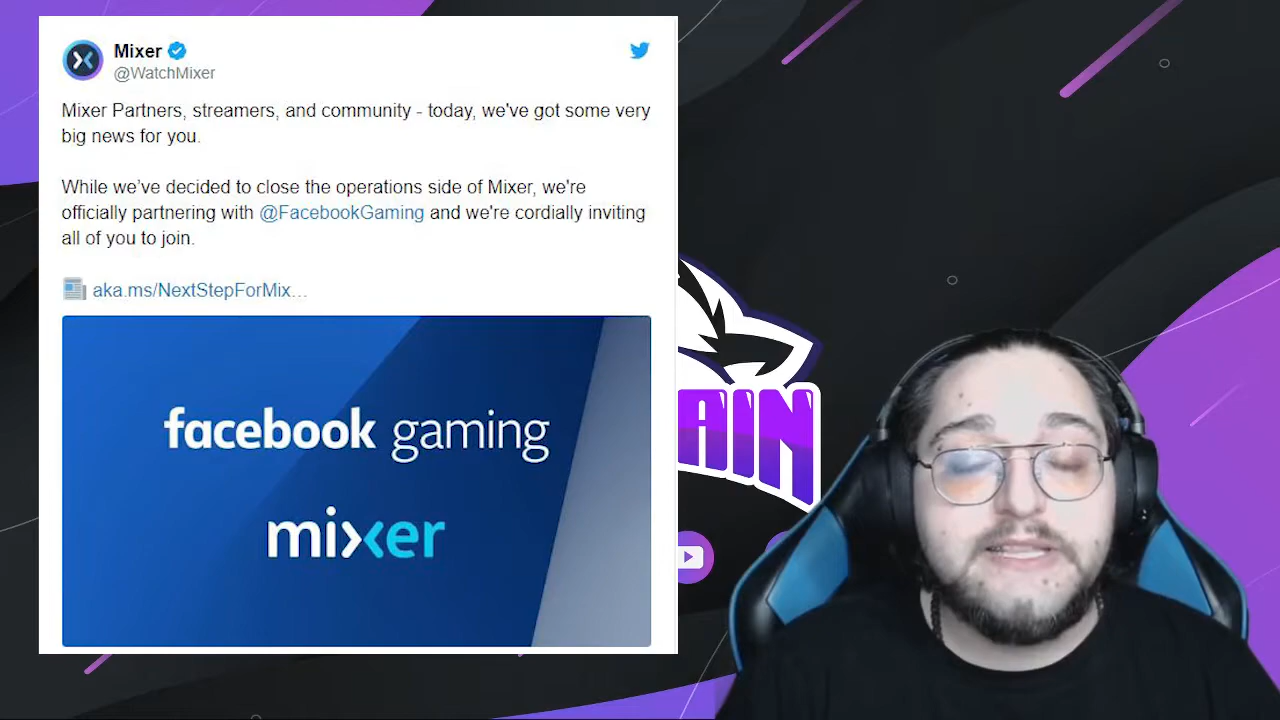 Mixer
@WatchMixer
Mixer Partners, streamers, and community - today, we've got some very
big news for you.
While we’ve decided to close the operations side of Mixer, we're
officially partnering with @FacebookGaming and we're cordially inviting
all of you to join.
aka.ms/NextStepForMix…
facebook gaming
mixer
AIN